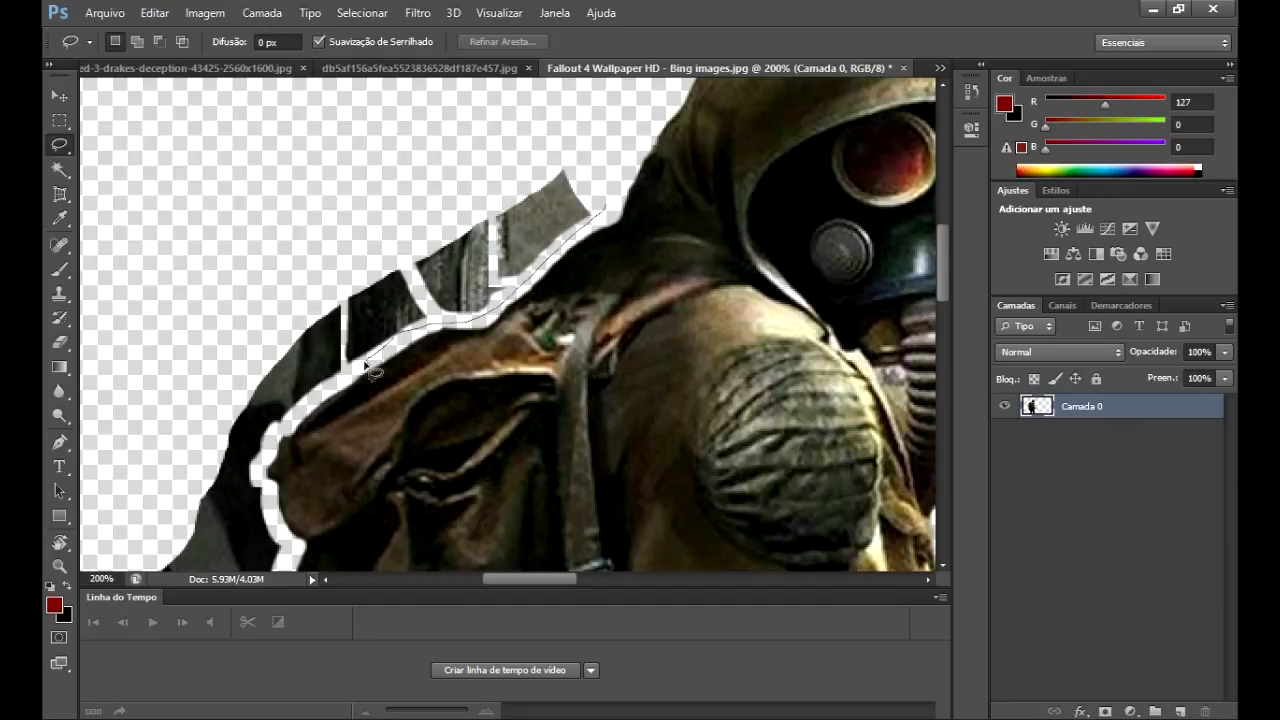 Ps Arquivo Editar Imagem Camada Tipo Selecionar Filtro 3D Visualizar Janela Ajuda
Difusão: 0 px Suavização de Serrilhado Refinar Aresta... Essenciais
ed-3-drakes-deception-43425-2560x1600.jpg × db5af156a5fea5523836528df187e457.jpg × Fallout 4 Wallpaper HD - Bing images.jpg @ 200% (Camada 0, RGB/8) * ×
Cor Amostras
R 127
G 0
B 0
Ajustes Estilos
Adicionar um ajuste
Camadas Canais Demarcadores
Tipo
Normal Opacidade: 100%
Bloq.: Preen.: 100%
Camada 0
200% Doc: 5.93M/4.03M
Linha do Tempo
Criar linha de tempo de vídeo
T
fx